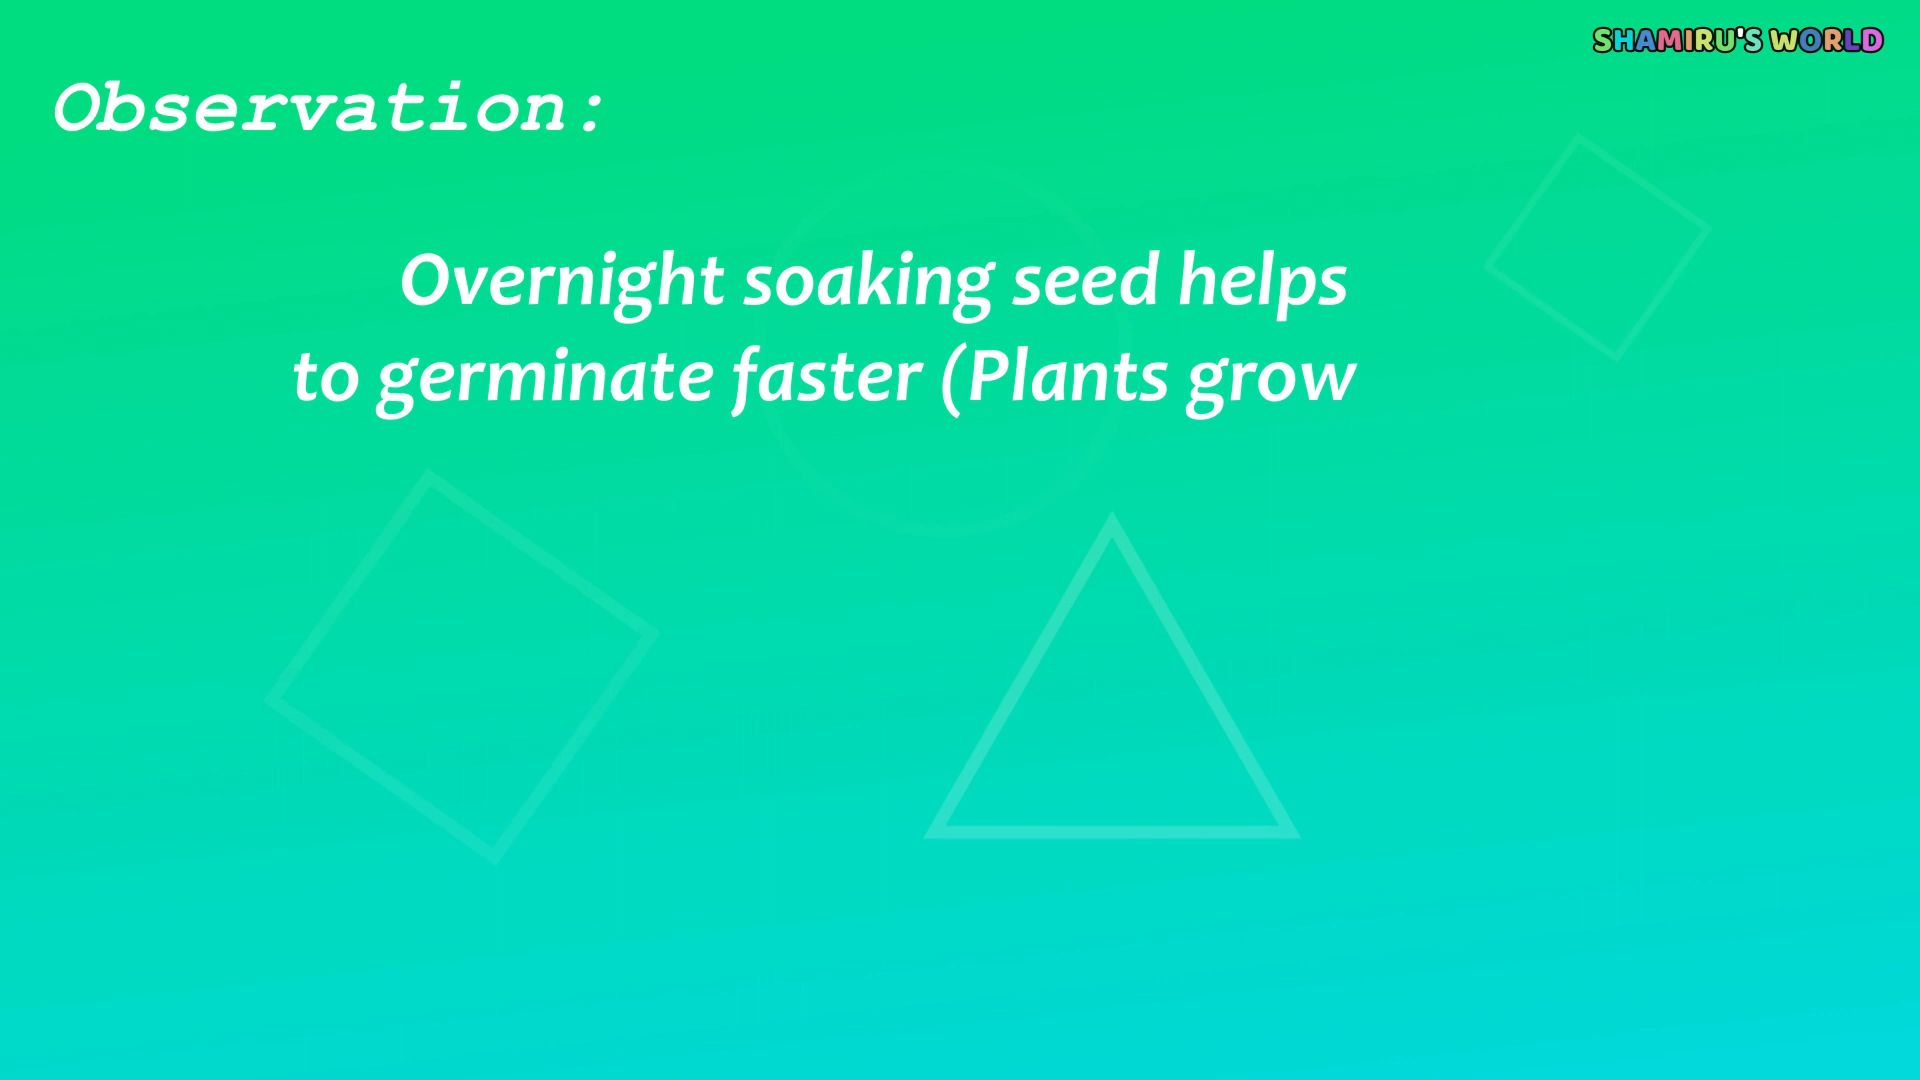 SHAMIRU'S WORLD
Observation:
Overnight soaking seed helps
to germinate faster (Plants grow